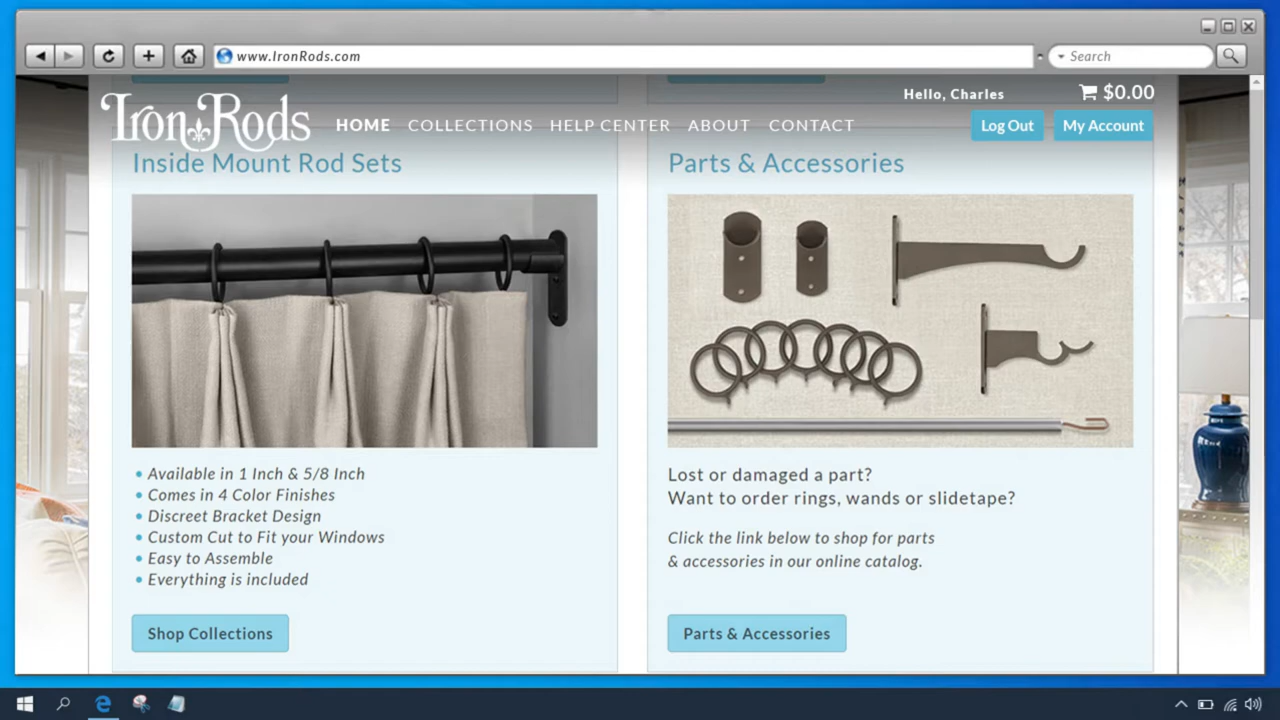 www.IronRods.com
Search
Hello, Charles
$0.00
Iron Rods
HOME
COLLECTIONS
HELP CENTER
ABOUT
CONTACT
Log Out
My Account
Inside Mount Rod Sets
• Available in 1 Inch & 5/8 Inch
• Comes in 4 Color Finishes
• Discreet Bracket Design
• Custom Cut to Fit your Windows
• Easy to Assemble
• Everything is included
Shop Collections
Parts & Accessories
Lost or damaged a part?
Want to order rings, wands or slidetape?
Click the link below to shop for parts
& accessories in our online catalog.
Parts & Accessories